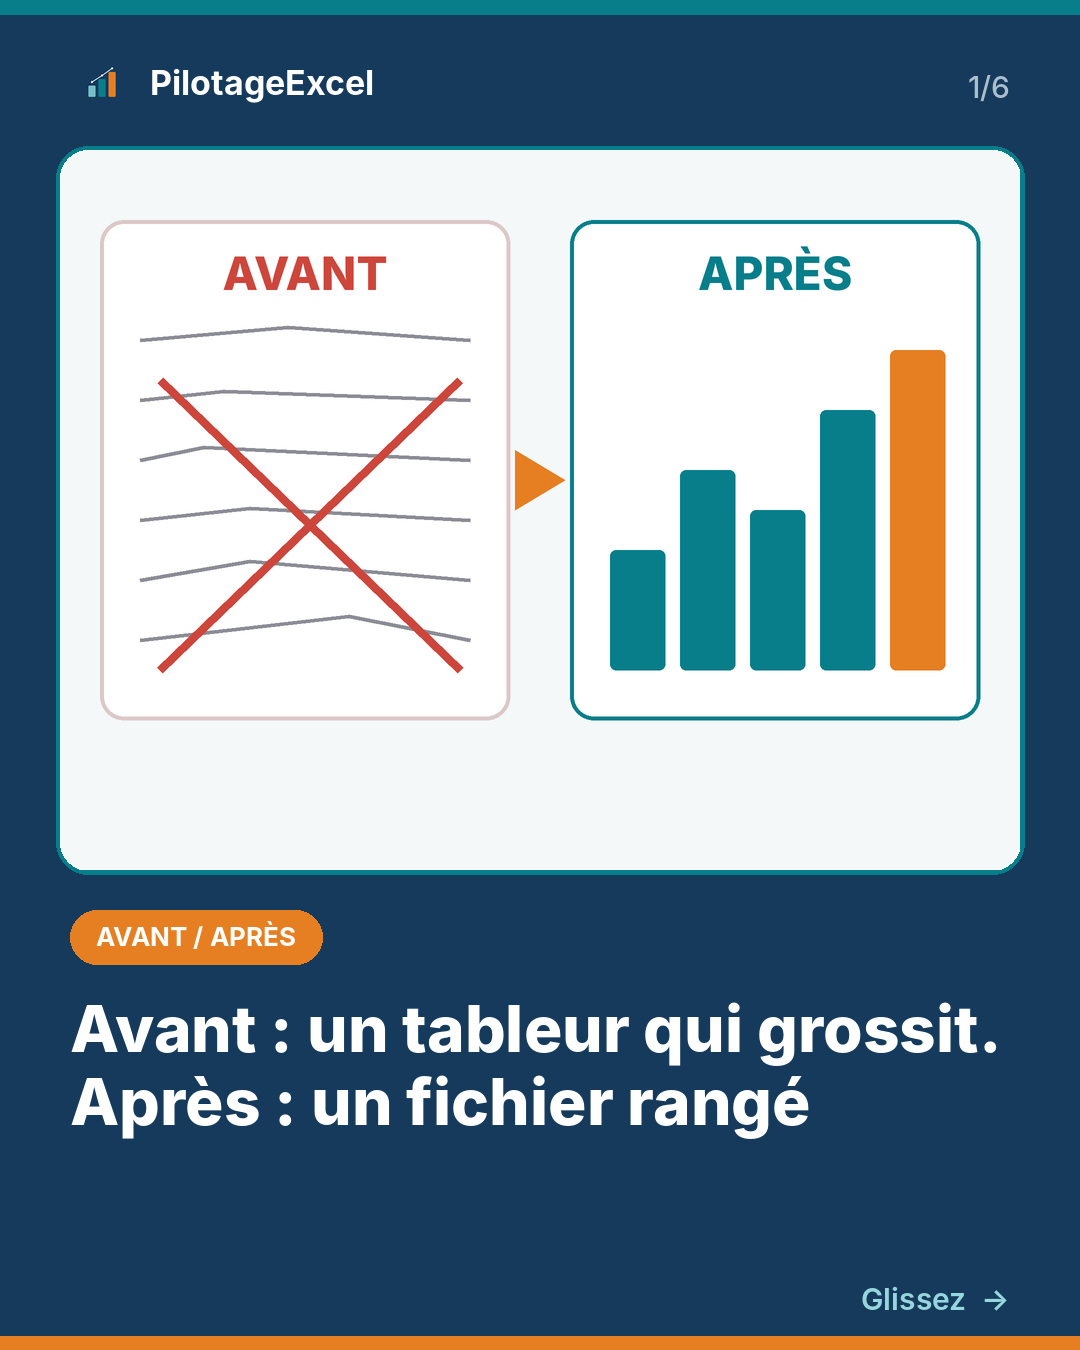 PilotageExcel
1/6
AVANT
APRÈS
AVANT / APRÈS
Avant : un tableur qui grossit.
Après : un fichier rangé
Glissez →